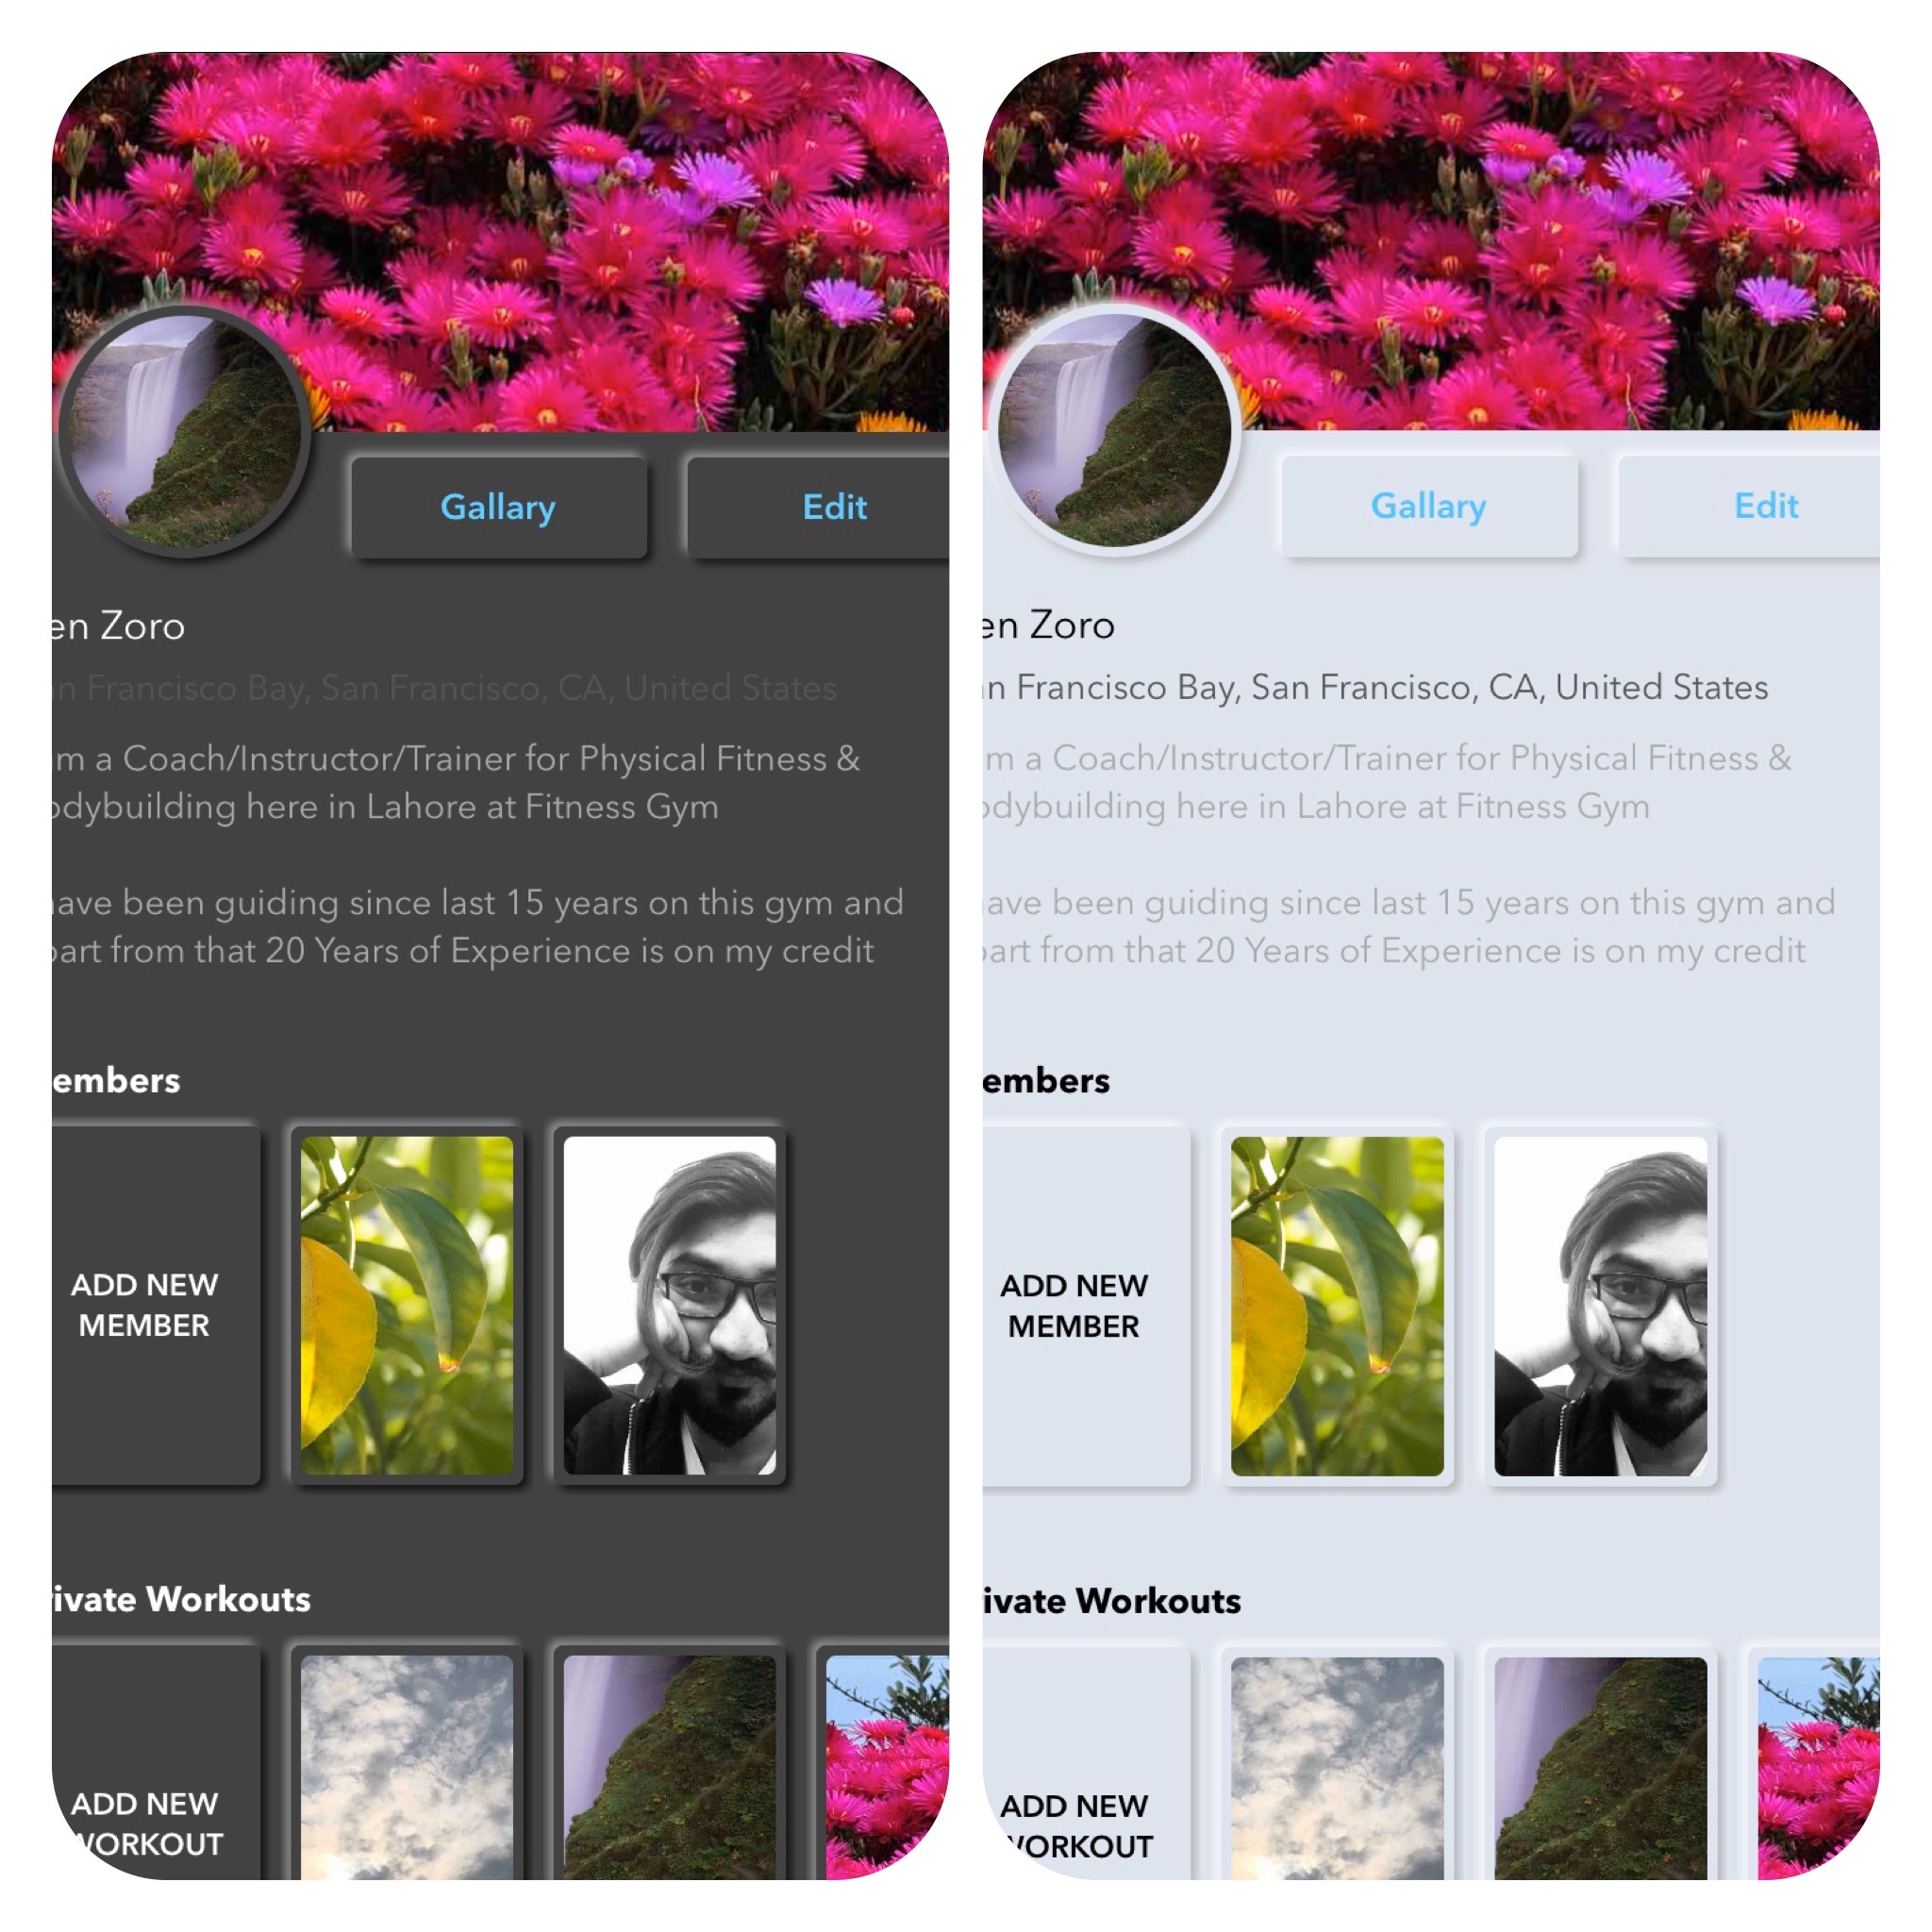 Gallary
Edit
en Zoro
n Francisco Bay, San Francisco, CA, United States
m a Coach/Instructor/Trainer for Physical Fitness &
odybuilding here in Lahore at Fitness Gym
ave been guiding since last 15 years on this gym and
part from that 20 Years of Experience is on my credit
embers
ADD NEW
MEMBER
ivate Workouts
ADD NEW
WORKOUT
Gallary
Edit
en Zoro
n Francisco Bay, San Francisco, CA, United States
m a Coach/Instructor/Trainer for Physical Fitness &
odybuilding here in Lahore at Fitness Gym
ave been guiding since last 15 years on this gym and
part from that 20 Years of Experience is on my credit
embers
ADD NEW
MEMBER
ivate Workouts
ADD NEW
WORKOUT